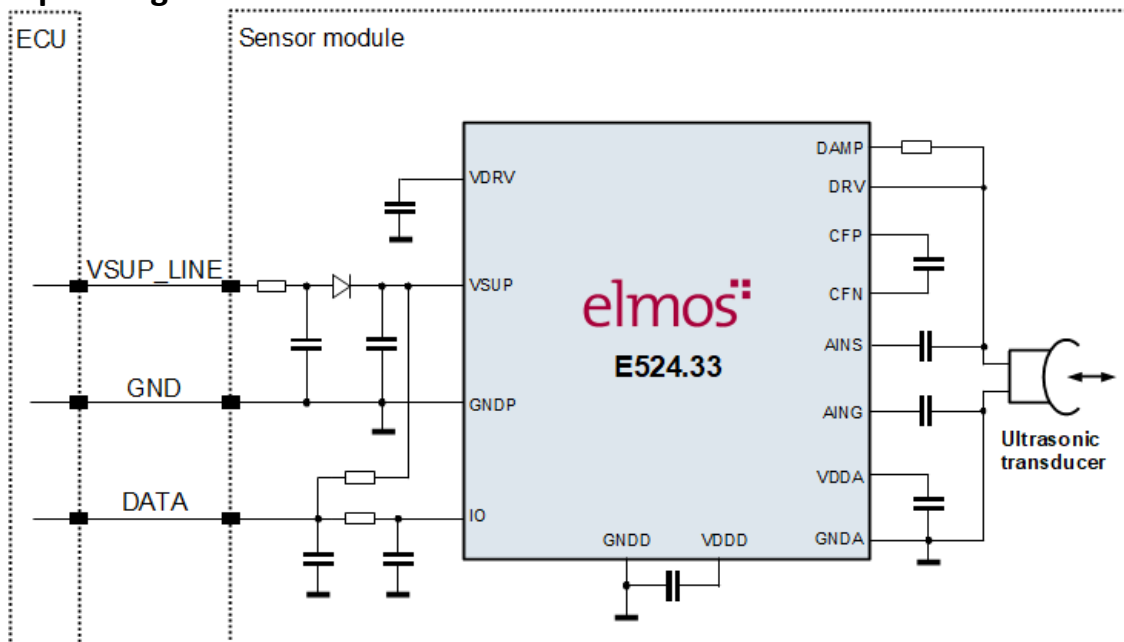 ECU
Sensor module
DAMP
VDRV
DRV
CFP
VSUP_LINE
VSUP
CFN
elmos
E524.33
AINS
GND
GNDP
AING
Ultrasonic
transducer
VDDA
DATA
IO
GNDD
VDDD
GNDA